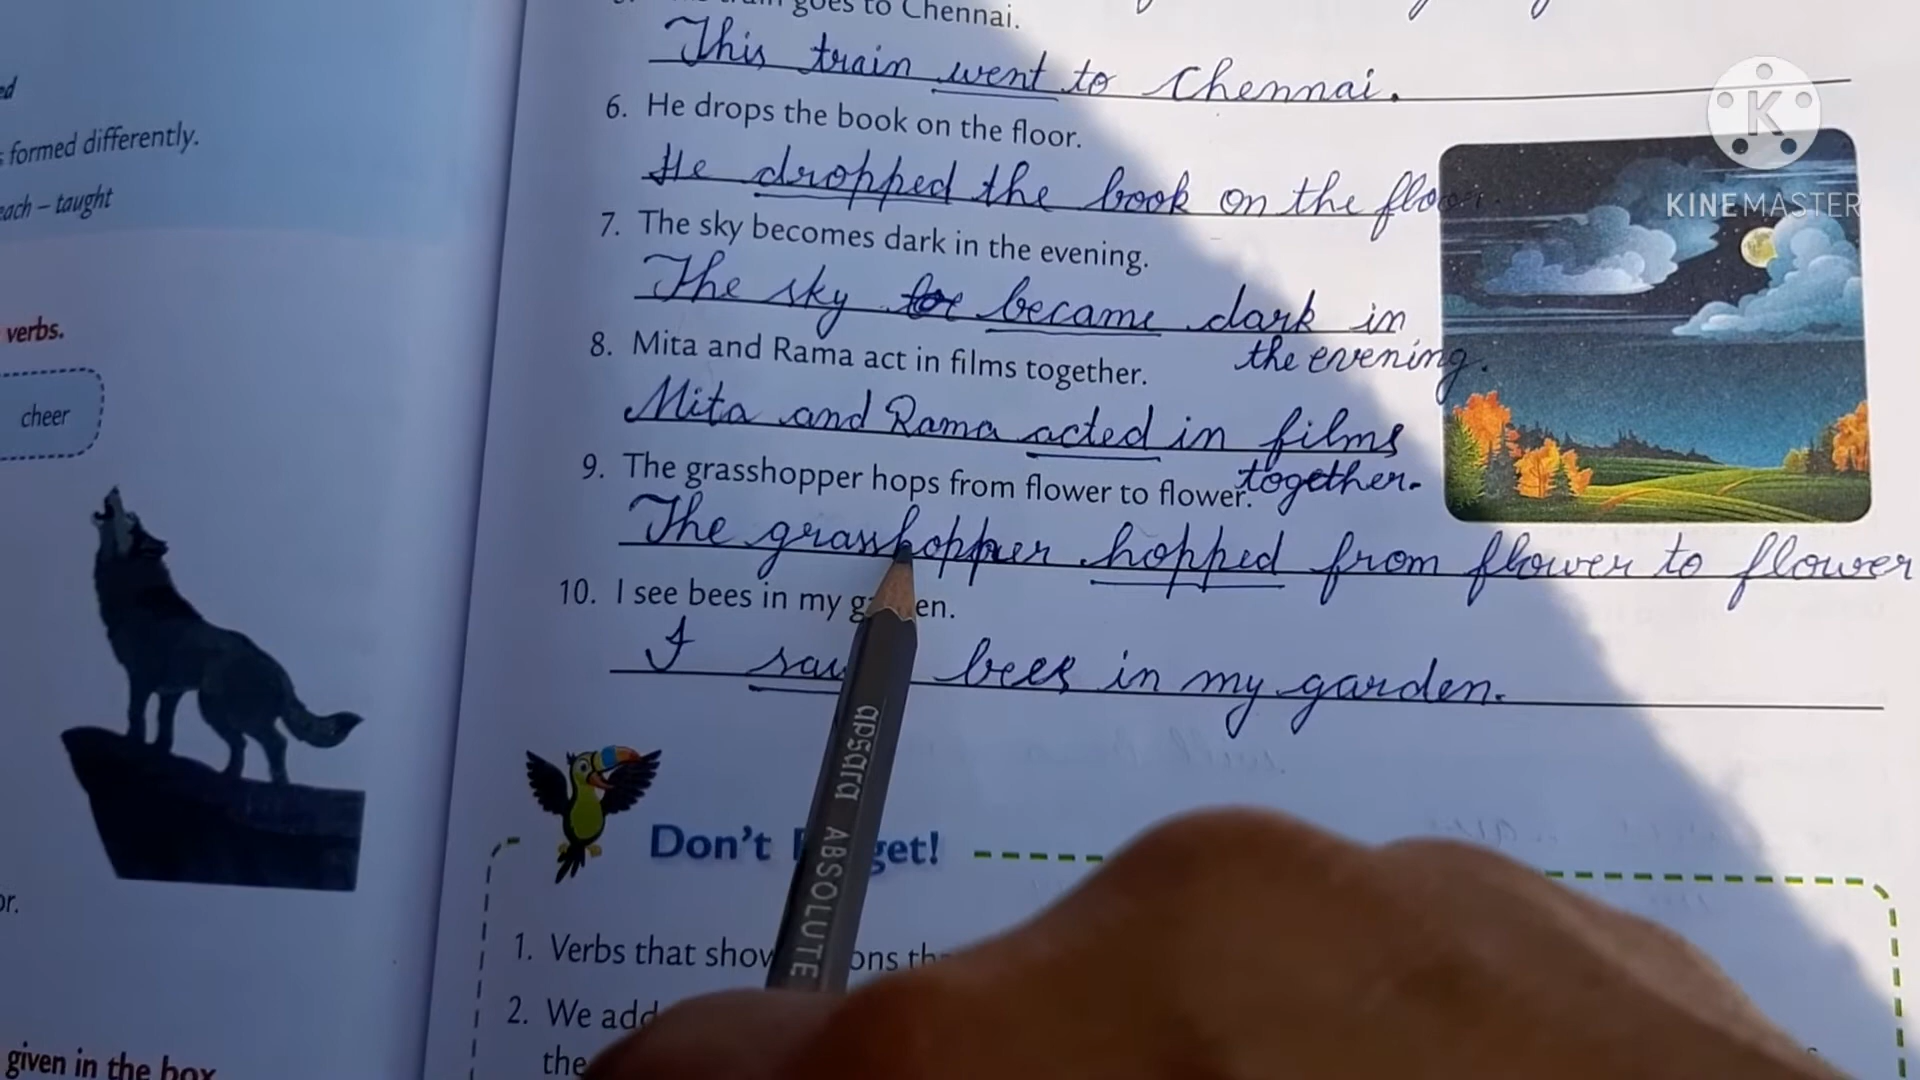 goes to Chennai.
This train went to Chennai.
6. He drops the book on the floor.
He dropped the book on the floor.
7. The sky becomes dark in the evening.
The sky became dark in
the evening.
8. Mita and Rama act in films together.
Mita and Rama acted in films
together.
9. The grasshopper hops from flower to flower.
The grasshopper hopped from flower to flower
10. I see bees in my
I saw bees in my garden.
Don't
1. Verbs that show
2. We add
the
ed
formed differently.
– taught
verbs.
cheer
or.
given in the box
K
KINEMASTER
apsara ABSOLUTE